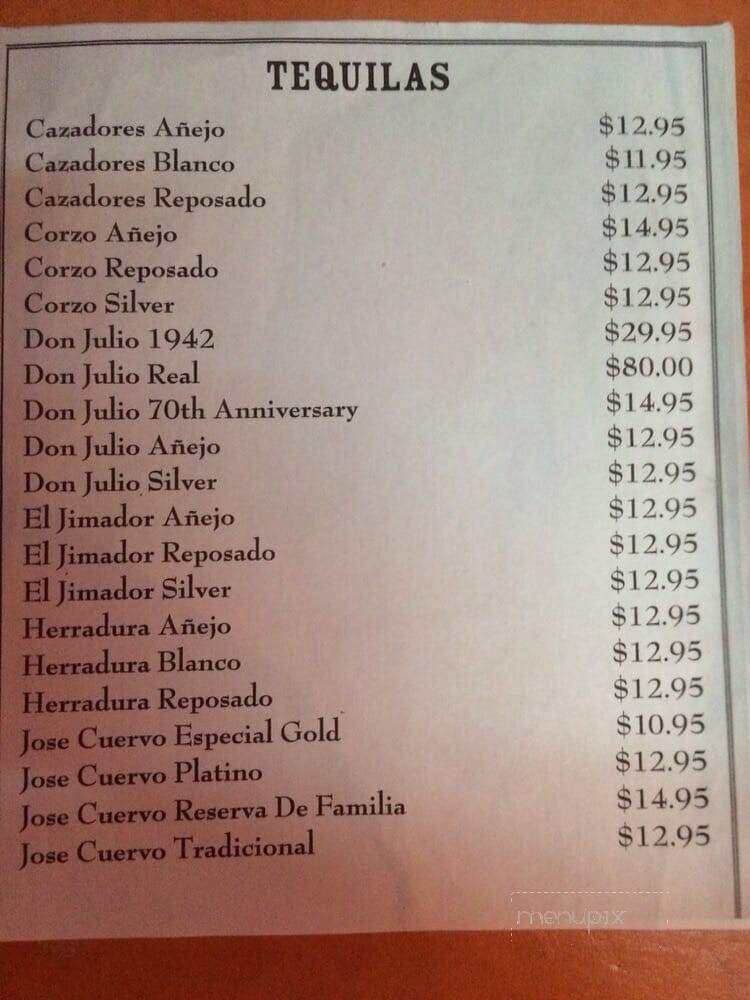 TEQUILAS
Cazadores Añejo $12.95
Cazadores Blanco $11.95
Cazadores Reposado $12.95
Corzo Añejo $14.95
Corzo Reposado $12.95
Corzo Silver $12.95
Don Julio 1942 $29.95
Don Julio Real $80.00
Don Julio 70th Anniversary $14.95
Don Julio Añejo $12.95
Don Julio Silver $12.95
El Jimador Añejo $12.95
El Jimador Reposado $12.95
El Jimador Silver $12.95
Herradura Añejo $12.95
Herradura Blanco $12.95
Herradura Reposado $12.95
Jose Cuervo Especial Gold $10.95
Jose Cuervo Platino $12.95
Jose Cuervo Reserva De Familia $14.95
Jose Cuervo Tradicional $12.95
menupix